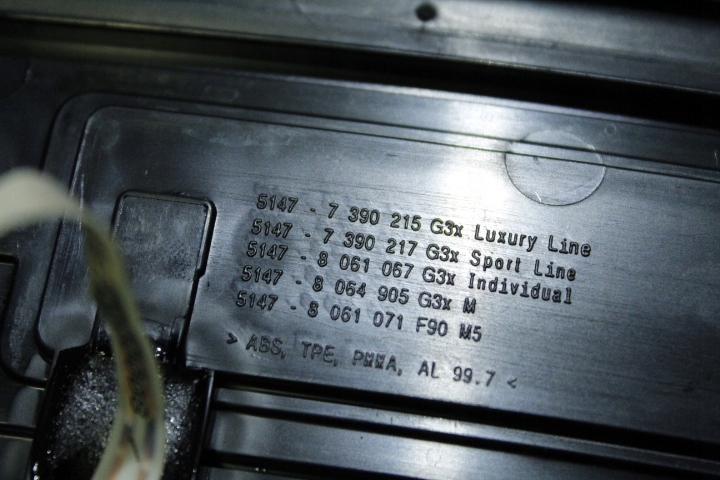 5147 - 7 390 215 G3x Luxury Line
5147 - 7 390 217 G3x Sport Line
5147 - 8 061 067 G3x Individual
5147 - 8 064 905 G3x M
5147 - 8 061 071 F90 M5
> ABS, TPE, PMMA, AL 99.7 <